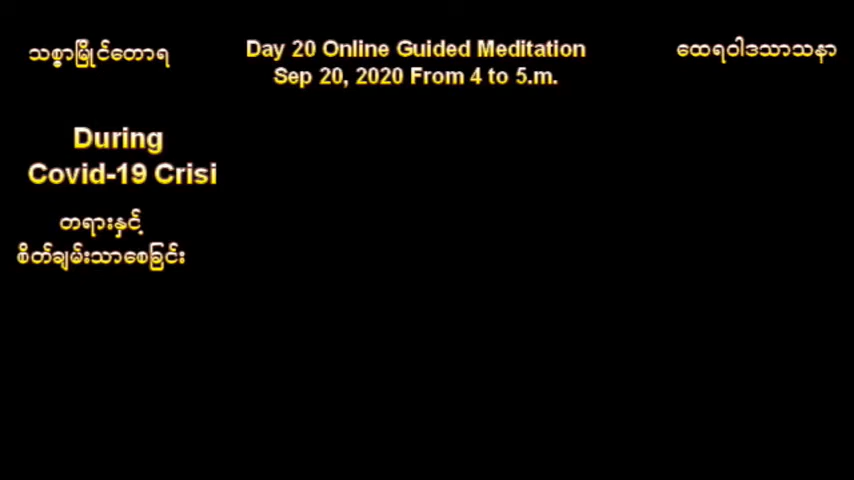 သစ္စာမြိုင်တောရ
Day 20 Online Guided Meditation
Sep 20, 2020 From 4 to 5.m.
ထေရဝါဒသာသနာ
During
Covid-19 Crisi
တရားနှင့်
စိတ်ချမ်းသာစေခြင်း